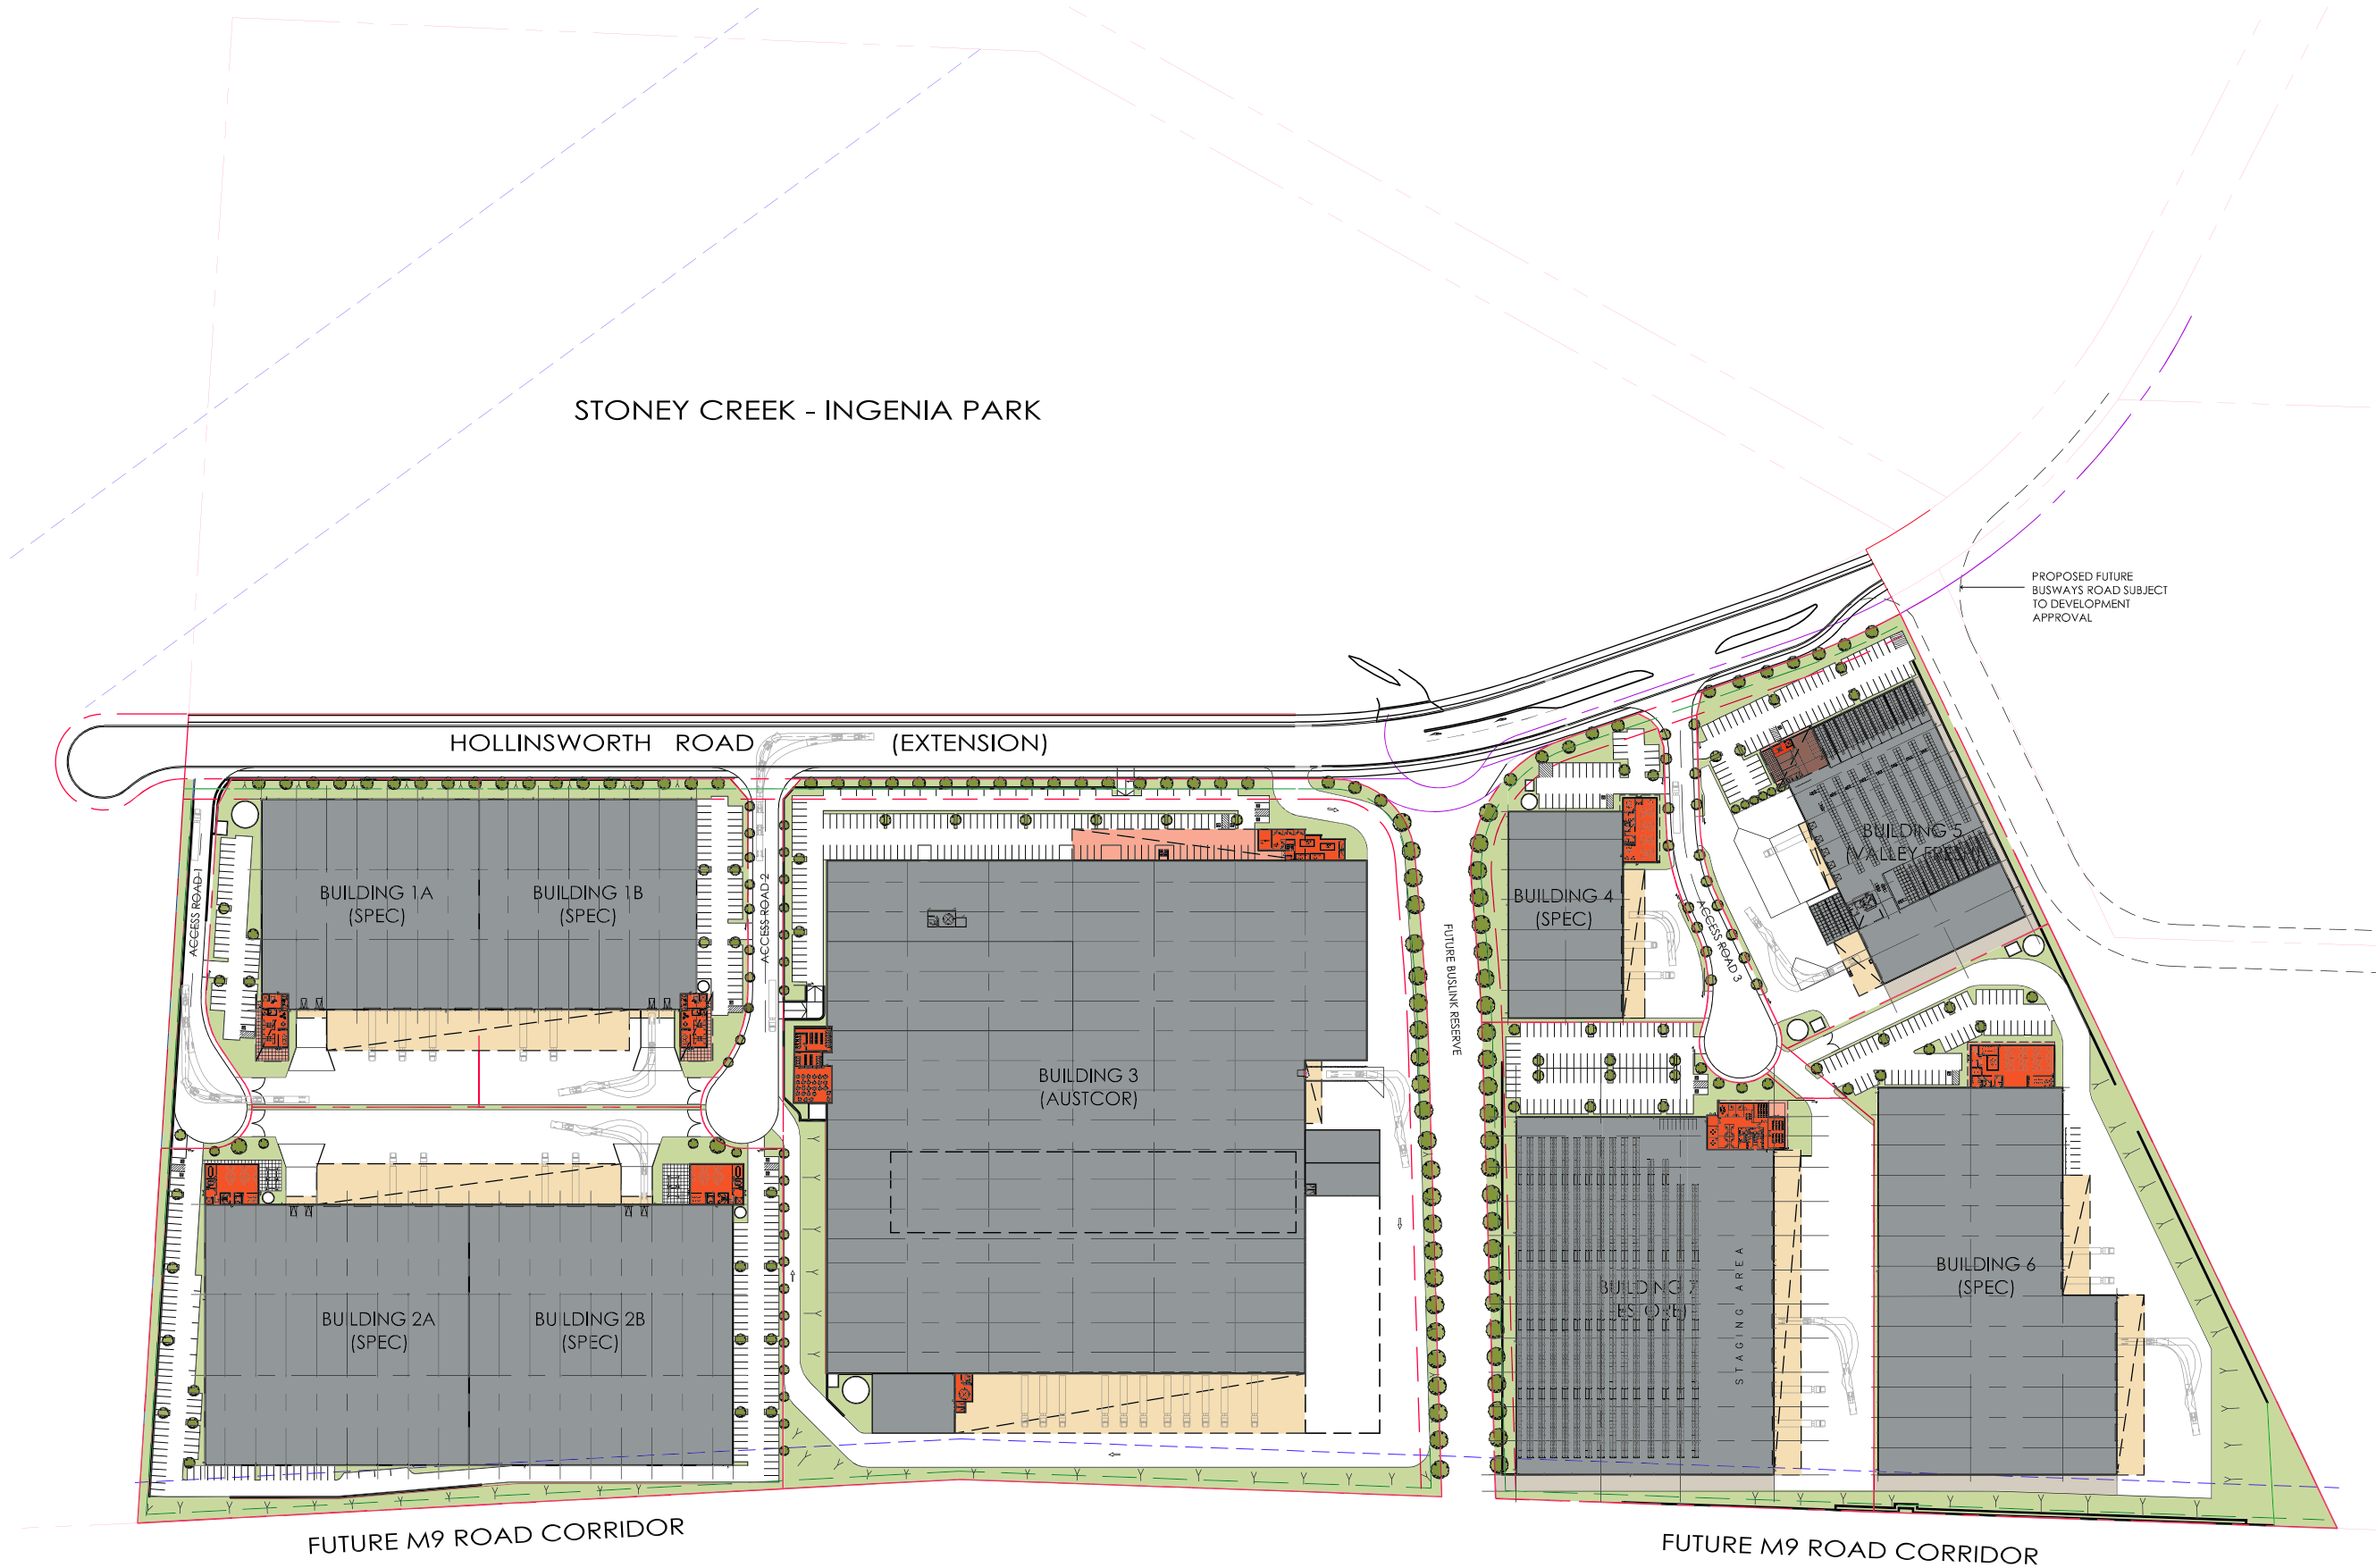 STONEY CREEK - INGENIA PARK
PROPOSED FUTURE
BUSWAYS ROAD SUBJECT
TO DEVELOPMENT
APPROVAL
HOLLINSWORTH ROAD (EXTENSION)
ACCESS ROAD 1
BUILDING 1A
(SPEC)
BUILDING 1B
(SPEC)
ACCESS ROAD 2
BUILDING 2A
(SPEC)
BUILDING 2B
(SPEC)
BUILDING 3
(AUSTCOR)
FUTURE BUSLINK RESERVE
BUILDING 4
(SPEC)
ACCESS ROAD 3
BUILDING 5
(VALLEY FRESH)
BUILDING 7
(ESTORE)
STAGING AREA
BUILDING 6
(SPEC)
FUTURE M9 ROAD CORRIDOR
FUTURE M9 ROAD CORRIDOR